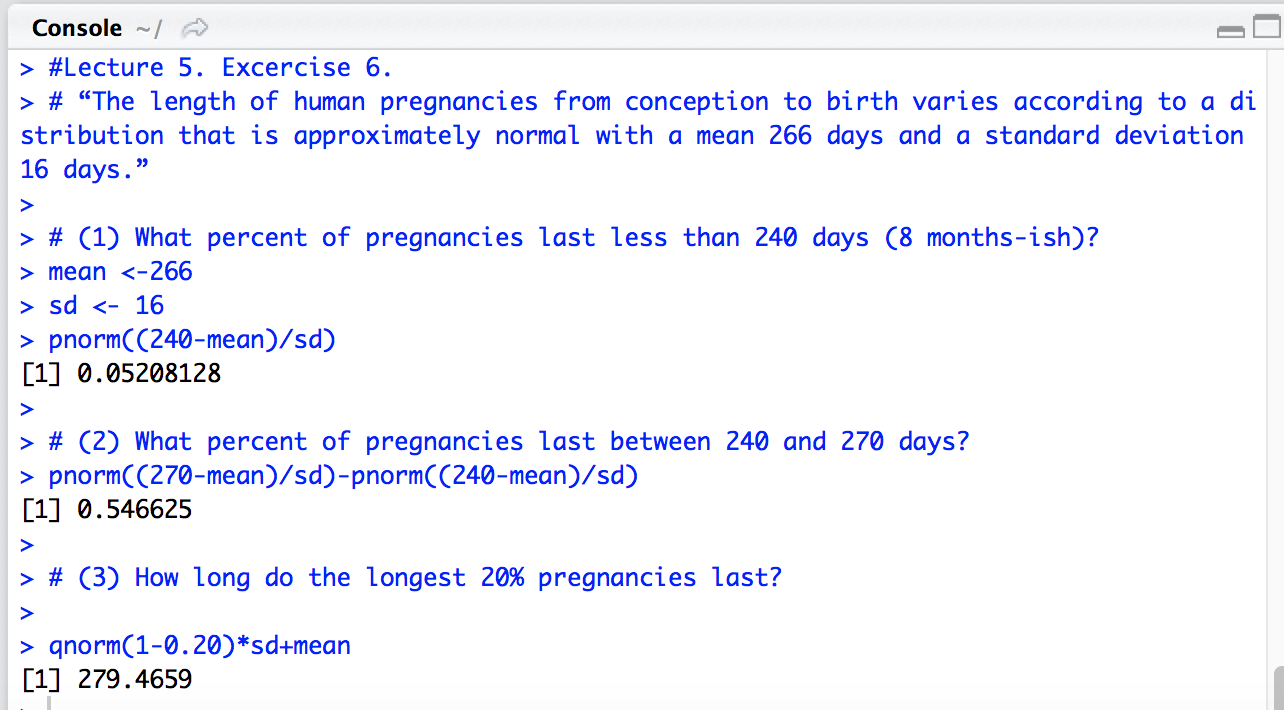 Console ~/
> #Lecture 5. Excercise 6.
> # “The length of human pregnancies from conception to birth varies according to a di
stribution that is approximately normal with a mean 266 days and a standard deviation
16 days.”
>
> # (1) What percent of pregnancies last less than 240 days (8 months-ish)?
> mean <-266
> sd <- 16
> pnorm((240-mean)/sd)
[1] 0.05208128
>
> # (2) What percent of pregnancies last between 240 and 270 days?
> pnorm((270-mean)/sd)-pnorm((240-mean)/sd)
[1] 0.546625
>
> # (3) How long do the longest 20% pregnancies last?
>
> qnorm(1-0.20)*sd+mean
[1] 279.4659
>